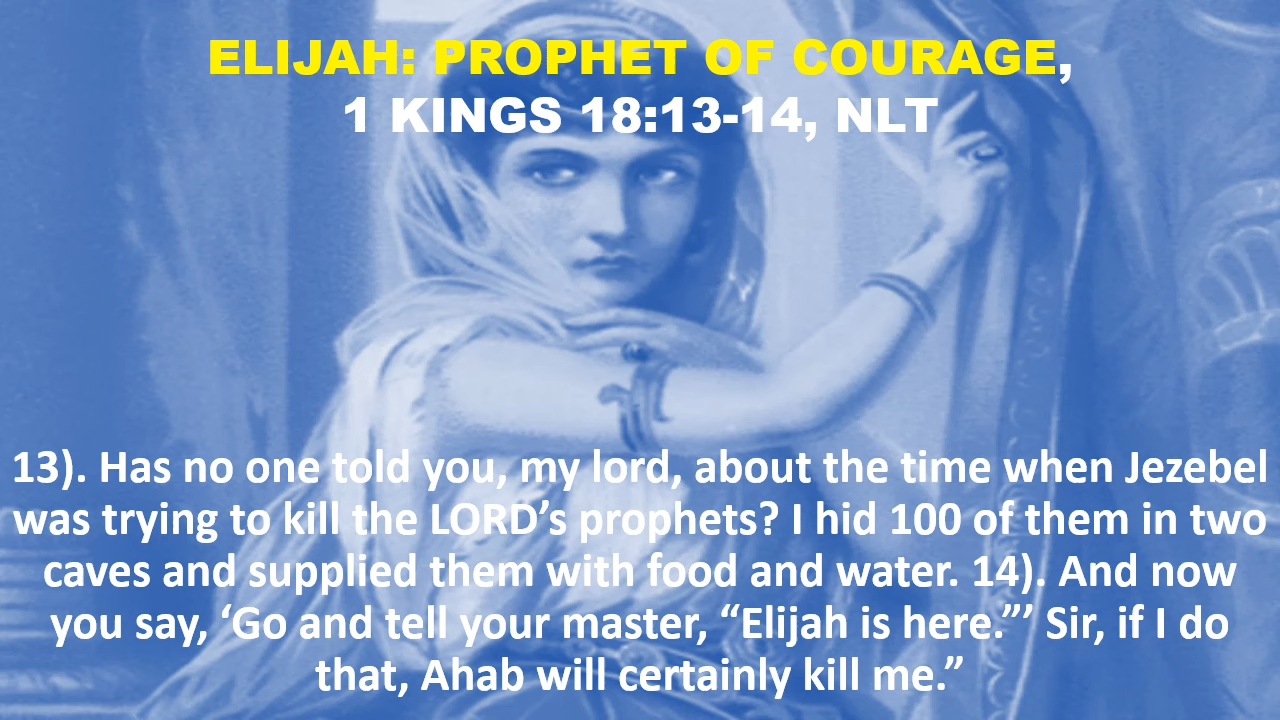 ELIJAH: PROPHET OF COURAGE,
1 KINGS 18:13-14, NLT
13). Has no one told you, my lord, about the time when Jezebel
was trying to kill the LORD’s prophets? I hid 100 of them in two
caves and supplied them with food and water. 14). And now
you say, ‘Go and tell your master, “Elijah is here.”’ Sir, if I do
that, Ahab will certainly kill me.”